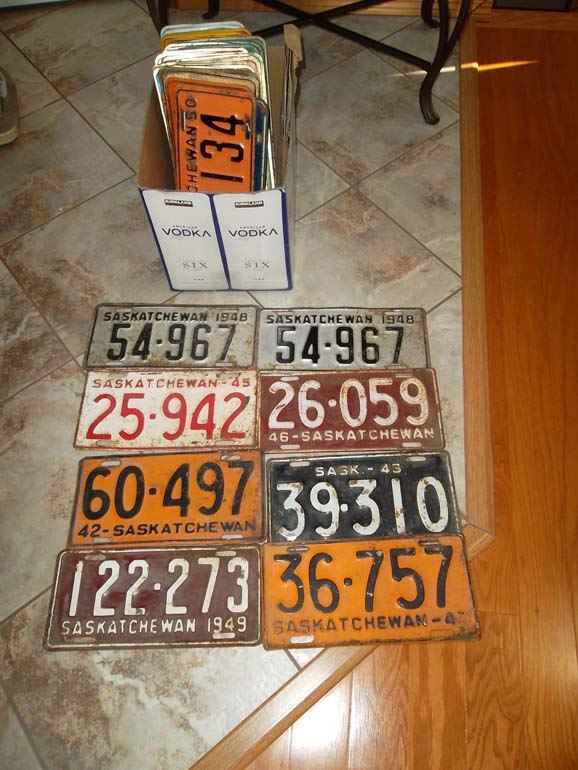 CHEWAN 50
134
KIRKLAND KIRKLAND
AMERICAN AMERICAN
VODKA VODKA
SIX SIX
SASKATCHEWAN 1948
54-967
SASKATCHEWAN 1948
54-967
SASKATCHEWAN-45
25-942
26-059
46-SASKATCHEWAN
60-497
42-SASKATCHEWAN
SASK.-43
39-310
122-273
SASKATCHEWAN 1949
36-757
SASKATCHEWAN-47